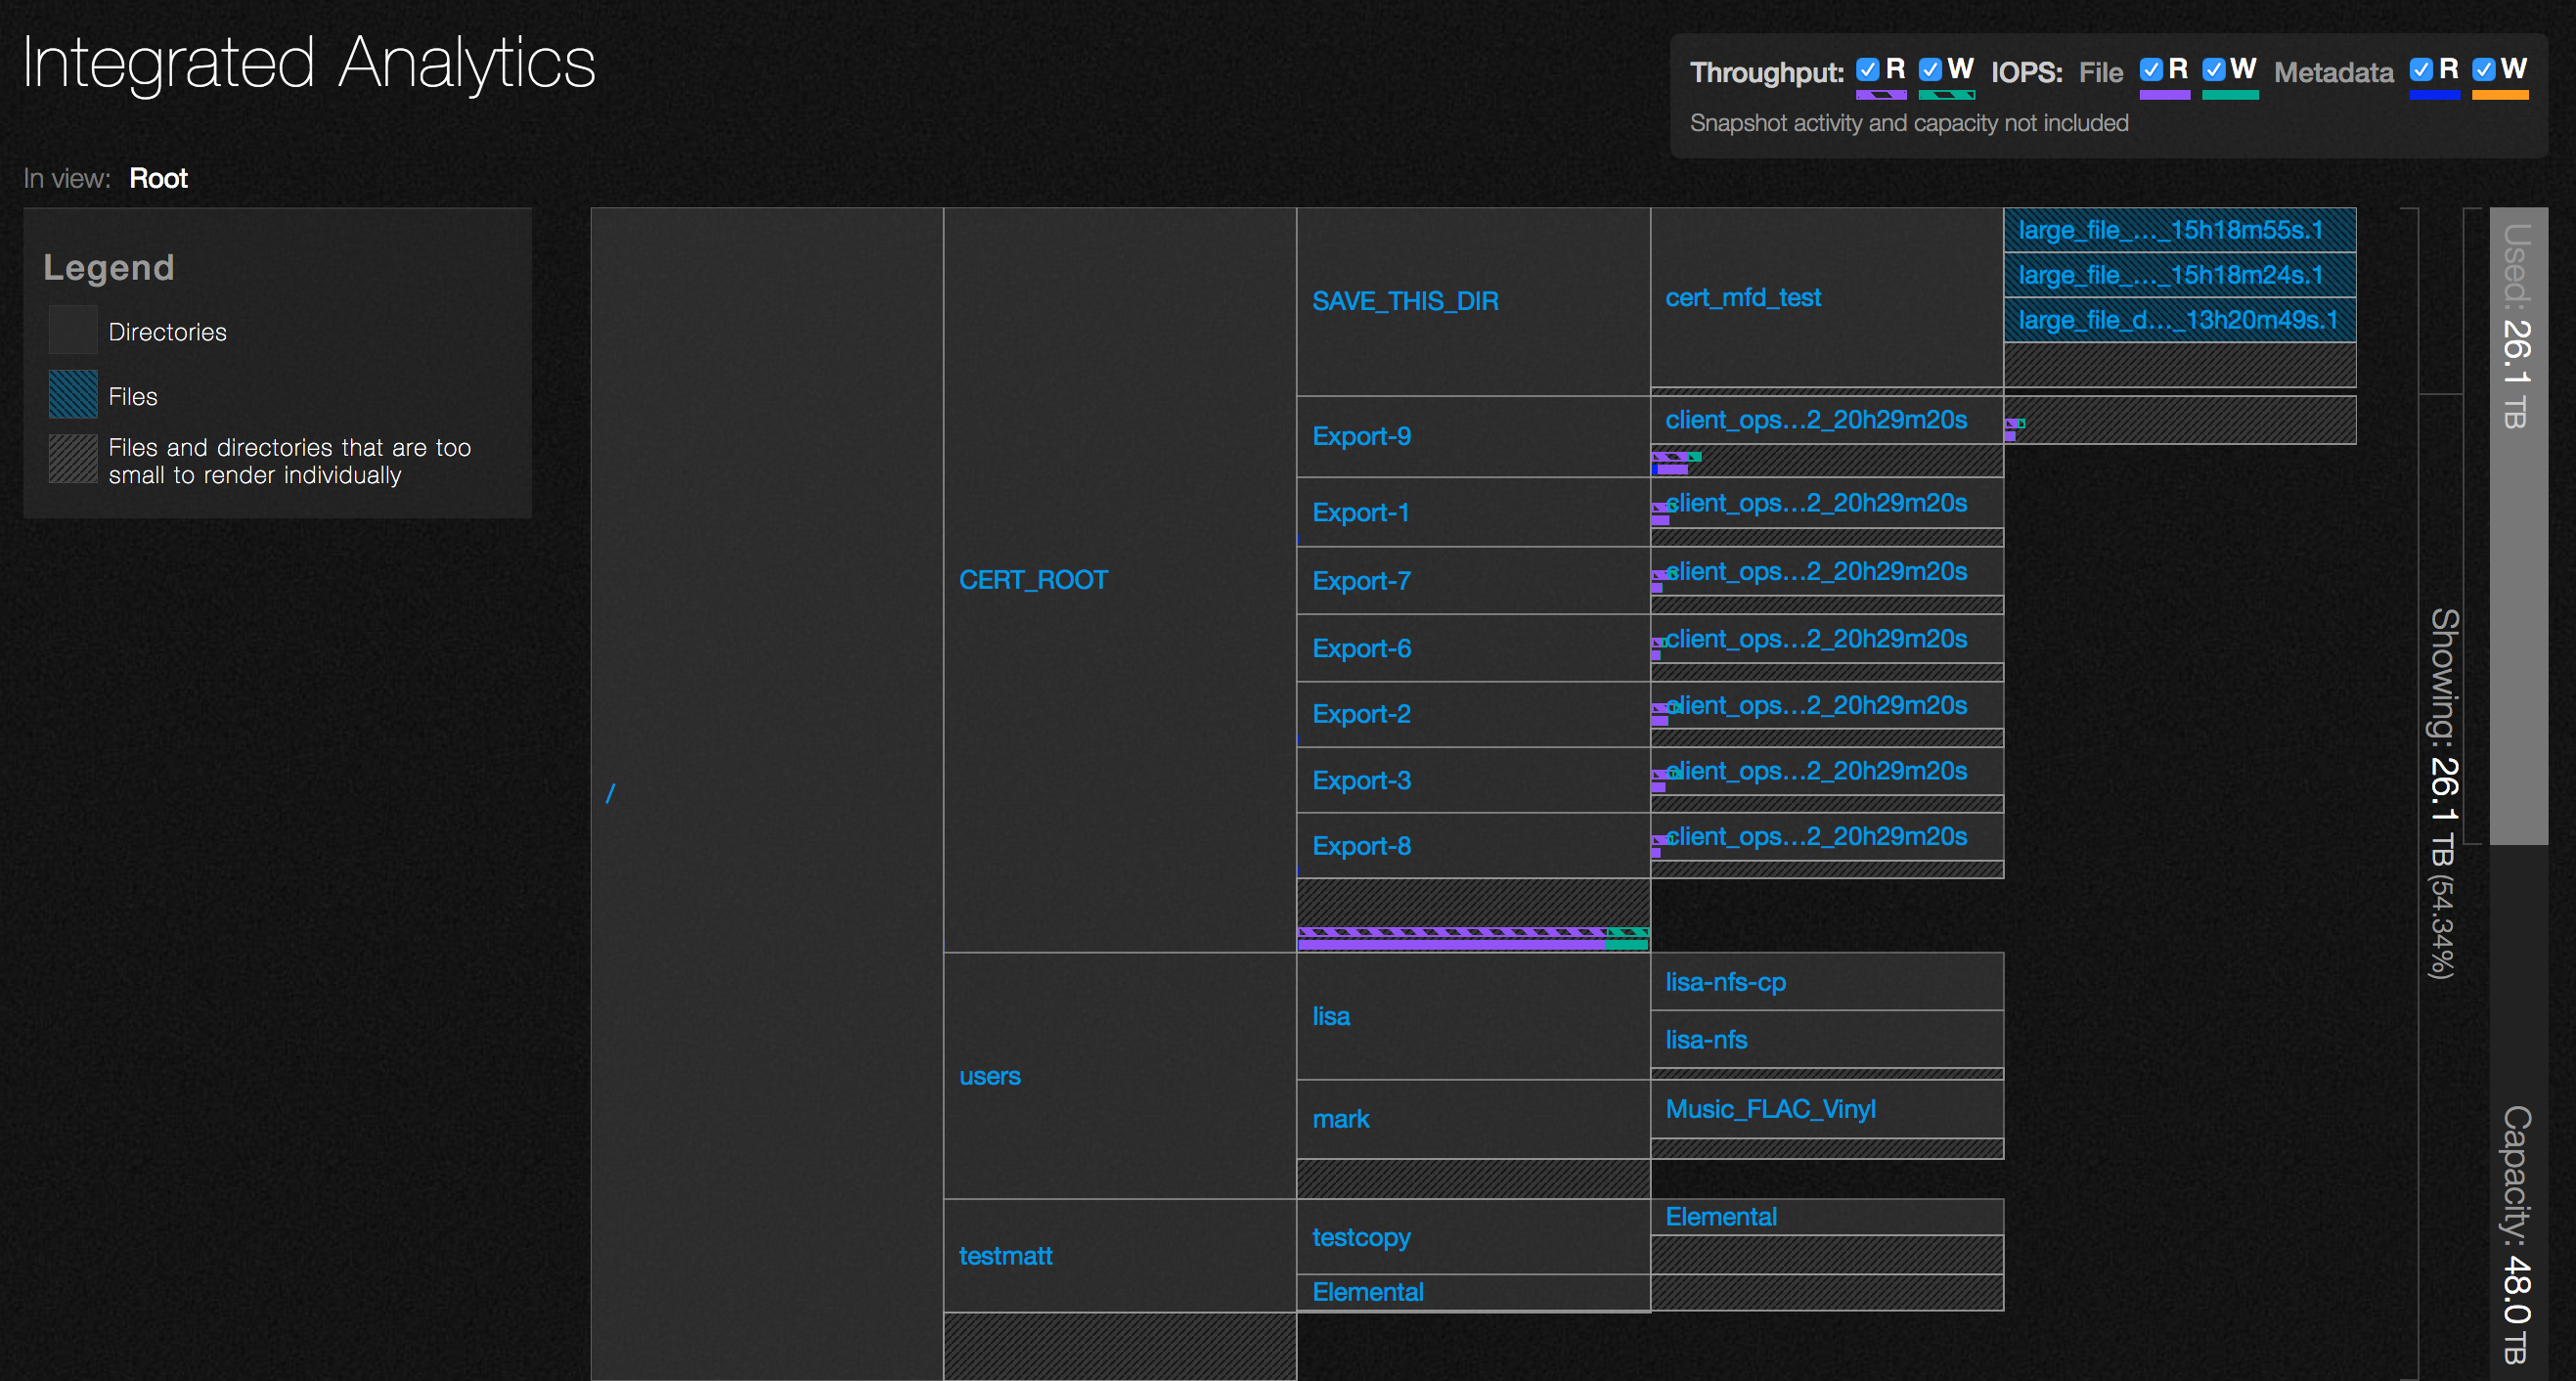 Integrated Analytics
Throughput: R W IOPS: File R W Metadata R W
Snapshot activity and capacity not included
In view: Root
Legend
Directories
Files
Files and directories that are too
small to render individually
/
CERT_ROOT
SAVE_THIS_DIR
cert_mfd_test
large_file_…_15h18m55s.1
large_file_…_15h18m24s.1
large_file_d…_13h20m49s.1
Export-9
client_ops…2_20h29m20s
Export-1
client_ops…2_20h29m20s
Export-7
client_ops…2_20h29m20s
Export-6
client_ops…2_20h29m20s
Export-2
client_ops…2_20h29m20s
Export-3
client_ops…2_20h29m20s
Export-8
client_ops…2_20h29m20s
users
lisa
lisa-nfs-cp
lisa-nfs
mark
Music_FLAC_Vinyl
testmatt
testcopy
Elemental
Elemental
Showing: 26.1 TB (54.34%)
Used: 26.1 TB
Capacity: 48.0 TB